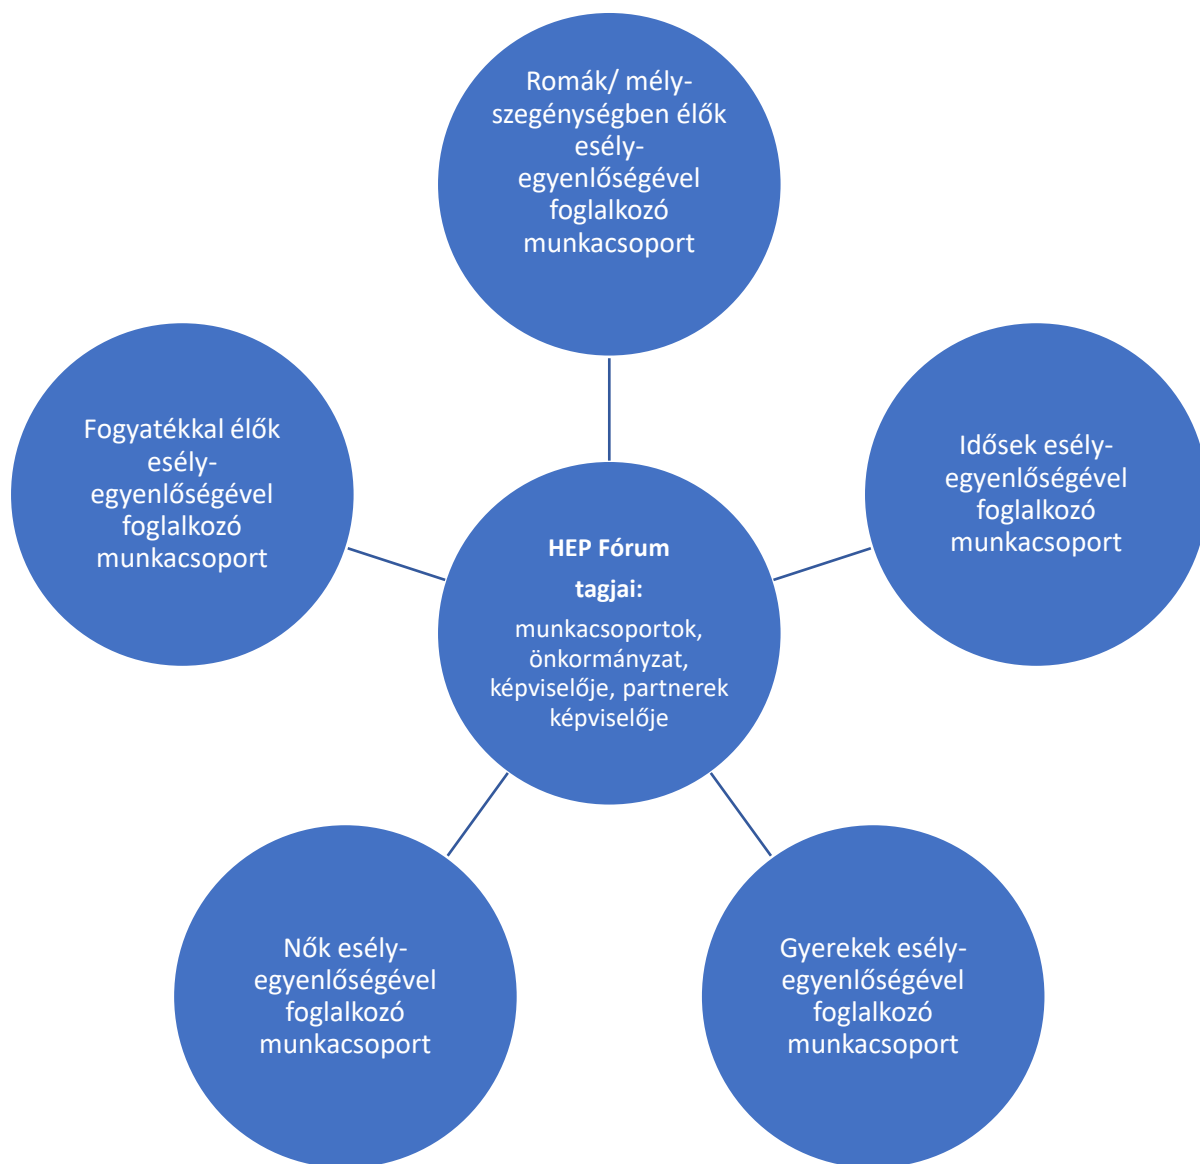 Romák/ mély-
szegénységben élők
esély-
egyenlőségével
foglalkozó
munkacsoport
Fogyatékkal élők
esély-
egyenlőségével
foglalkozó
munkacsoport
Idősek esély-
egyenlőségével
foglalkozó
munkacsoport
HEP Fórum
tagjai:
munkacsoportok,
önkormányzat,
képviselője, partnerek
képviselője
Nők esély-
egyenlőségével
foglalkozó
munkacsoport
Gyerekek esély-
egyenlőségével
foglalkozó
munkacsoport